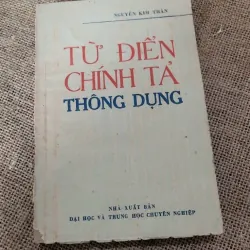 NGUYỄN KIM THẢN
TỪ ĐIỂN
CHÍNH TẢ
THÔNG DỤNG
NHÀ XUẤT BẢN
ĐẠI HỌC VÀ TRUNG HỌC CHUYÊN NGHIỆP